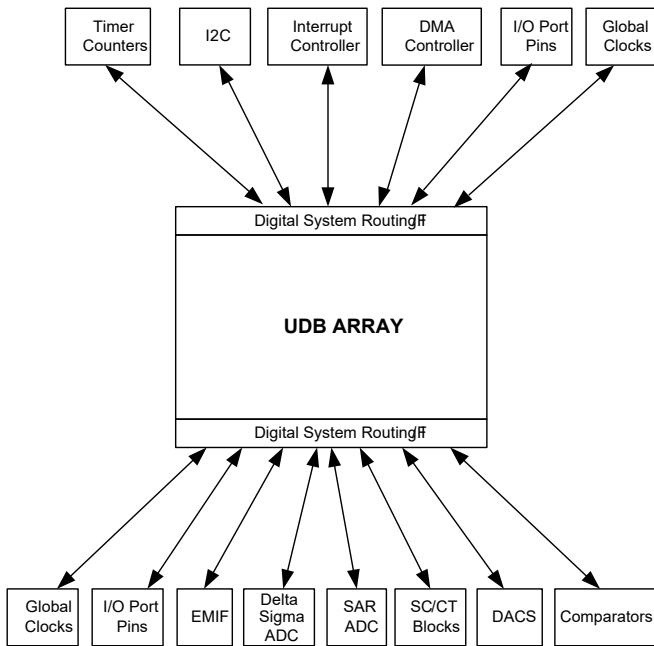 Timer
Counters
I2C
Interrupt
Controller
DMA
Controller
I/O Port
Pins
Global
Clocks
Digital System Routing I/F
UDB ARRAY
Digital System Routing I/F
Global
Clocks
I/O Port
Pins
EMIF
Delta
Sigma
ADC
SAR
ADC
SC/CT
Blocks
DACS
Comparators